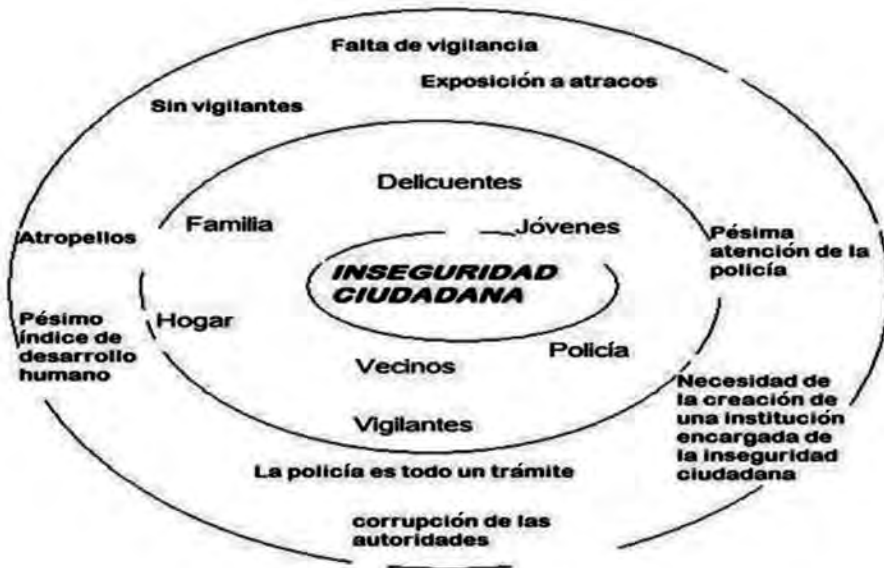 Falta de vigilancia
Exposición a atracos
Sin vigilantes
Delicuentes
Familia
Jóvenes
Atropellos
Pésima
atención de la
policía
INSEGURIDAD
CIUDADANA
Pésimo
índice de
desarrollo
humano
Hogar
Policía
Vecinos
Necesidad de
la creación de
una institución
encargada de
la inseguridad
ciudadana
Vigilantes
La policía es todo un trámite
corrupción de las
autoridades